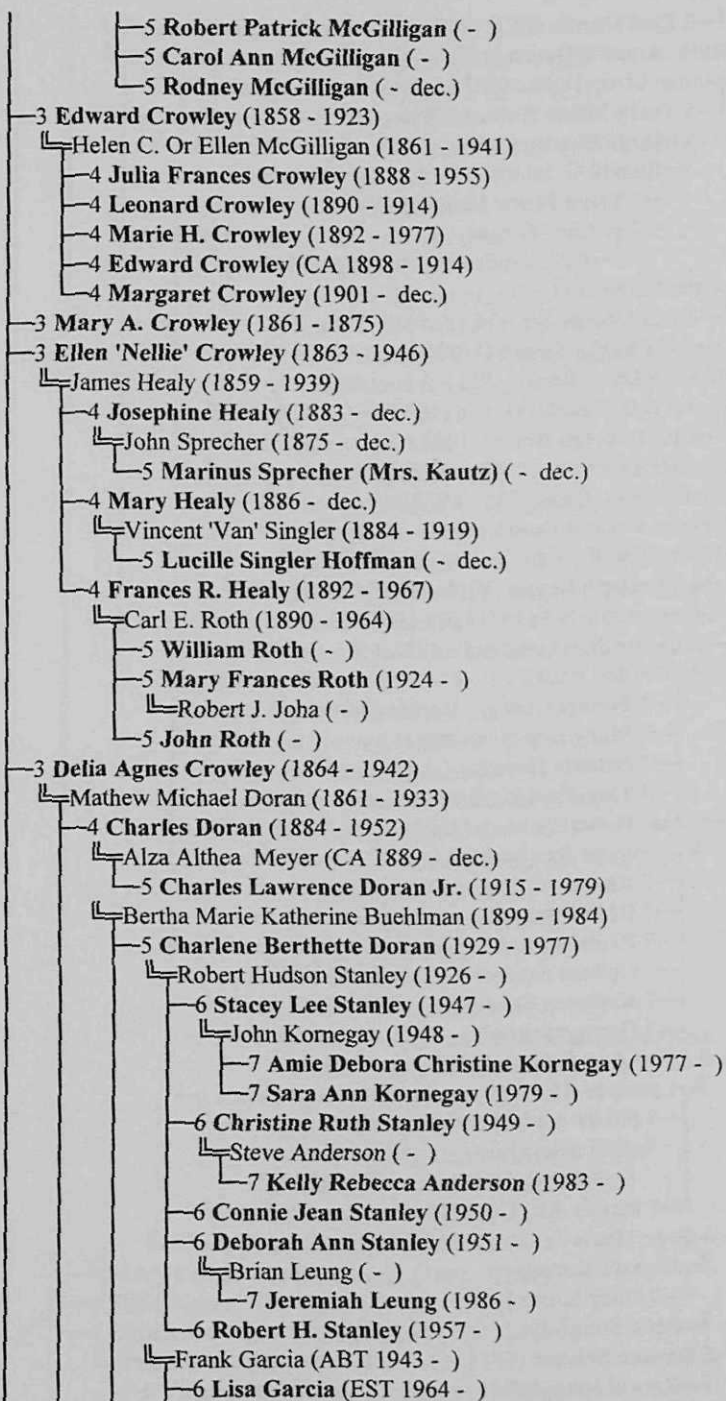 5 Robert Patrick McGilligan ( - )
5 Carol Ann McGilligan ( - )
5 Rodney McGilligan ( - dec.)
3 Edward Crowley (1858 - 1923)
Helen C. Or Ellen McGilligan (1861 - 1941)
4 Julia Frances Crowley (1888 - 1955)
4 Leonard Crowley (1890 - 1914)
4 Marie H. Crowley (1892 - 1977)
4 Edward Crowley (CA 1898 - 1914)
4 Margaret Crowley (1901 - dec.)
3 Mary A. Crowley (1861 - 1875)
3 Ellen 'Nellie' Crowley (1863 - 1946)
James Healy (1859 - 1939)
4 Josephine Healy (1883 - dec.)
John Sprecher (1875 - dec.)
5 Marinus Sprecher (Mrs. Kautz) ( - dec.)
4 Mary Healy (1886 - dec.)
Vincent 'Van' Singler (1884 - 1919)
5 Lucille Singler Hoffman ( - dec.)
4 Frances R. Healy (1892 - 1967)
Carl E. Roth (1890 - 1964)
5 William Roth ( - )
5 Mary Frances Roth (1924 - )
Robert J. Joha ( - )
5 John Roth ( - )
3 Delia Agnes Crowley (1864 - 1942)
Mathew Michael Doran (1861 - 1933)
4 Charles Doran (1884 - 1952)
Alza Althea Meyer (CA 1889 - dec.)
5 Charles Lawrence Doran Jr. (1915 - 1979)
Bertha Marie Katherine Buehlman (1899 - 1984)
5 Charlene Berthette Doran (1929 - 1977)
Robert Hudson Stanley (1926 - )
6 Stacey Lee Stanley (1947 - )
John Kornegay (1948 - )
7 Amie Debora Christine Kornegay (1977 - )
7 Sara Ann Kornegay (1979 - )
6 Christine Ruth Stanley (1949 - )
Steve Anderson ( - )
7 Kelly Rebecca Anderson (1983 - )
6 Connie Jean Stanley (1950 - )
6 Deborah Ann Stanley (1951 - )
Brian Leung ( - )
7 Jeremiah Leung (1986 - )
6 Robert H. Stanley (1957 - )
Frank Garcia (ABT 1943 - )
6 Lisa Garcia (EST 1964 - )